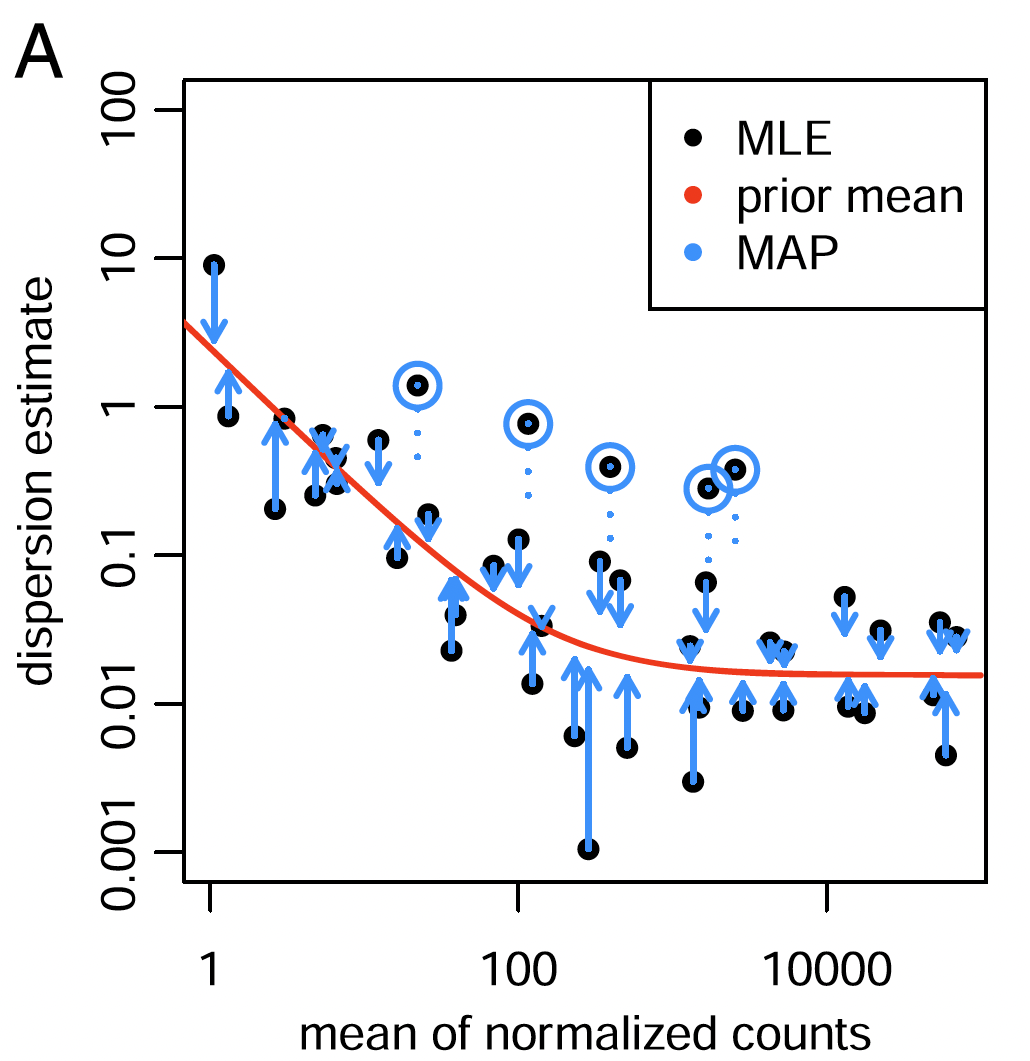 A
100
10
1
0.1
0.01
0.001
dispersion estimate
MLE
prior mean
MAP
1
100
10000
mean of normalized counts